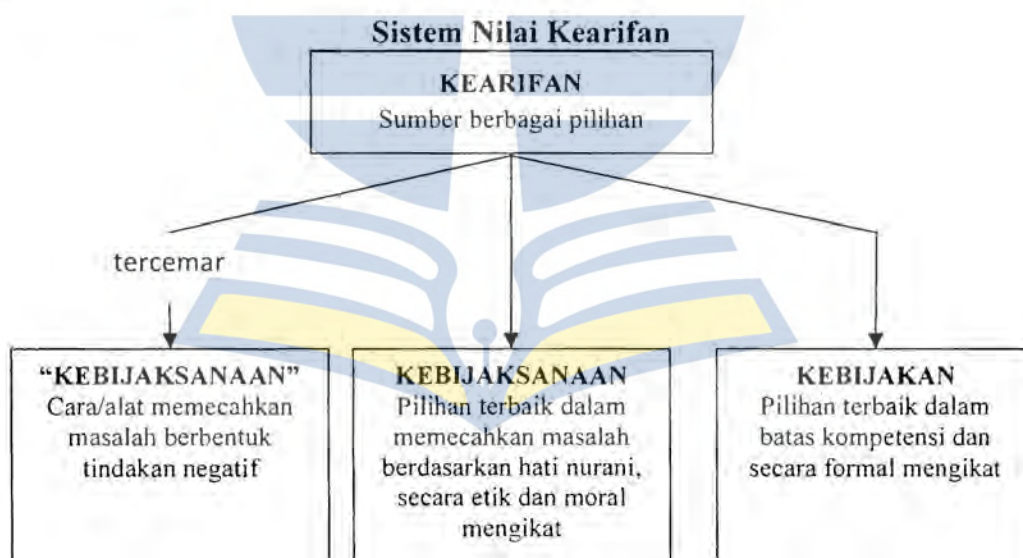 Sistem Nilai Kearifan
KEARIFAN
Sumber berbagai pilihan
tercemar
"KEBIJAKSANAAN"
Cara/alat memecahkan
masalah berbentuk
tindakan negatif
KEBIJAKSANAAN
Pilihan terbaik dalam
memecahkan masalah
berdasarkan hati nurani,
secara etik dan moral
mengikat
KEBIJAKAN
Pilihan terbaik dalam
batas kompetensi dan
secara formal mengikat